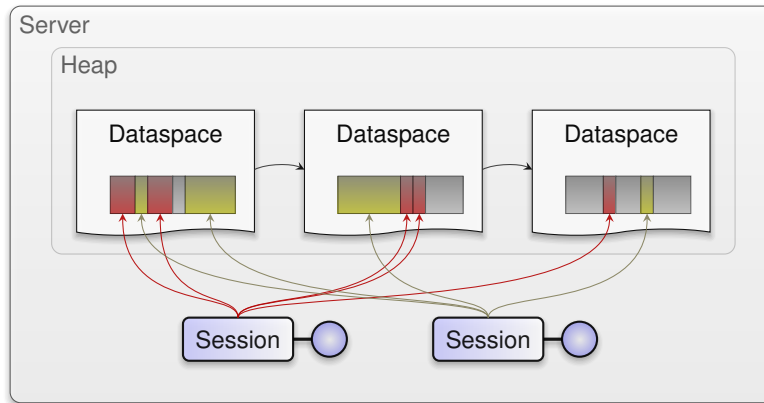 Server
Heap
Dataspace
Dataspace
Dataspace
Session
Session